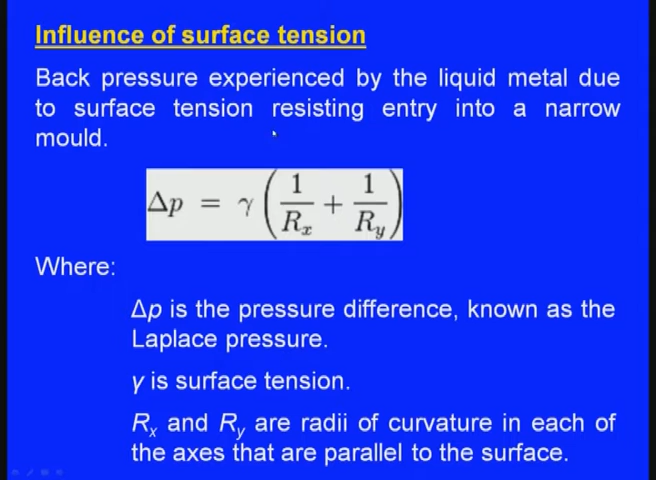 Influence of surface tension
Back pressure experienced by the liquid metal due
to surface tension resisting entry into a narrow
mould.
Δp = γ ( 1/Rₓ + 1/R_y )
Where:
Δp is the pressure difference, known as the
Laplace pressure.
γ is surface tension.
Rₓ and R_y are radii of curvature in each of
the axes that are parallel to the surface.